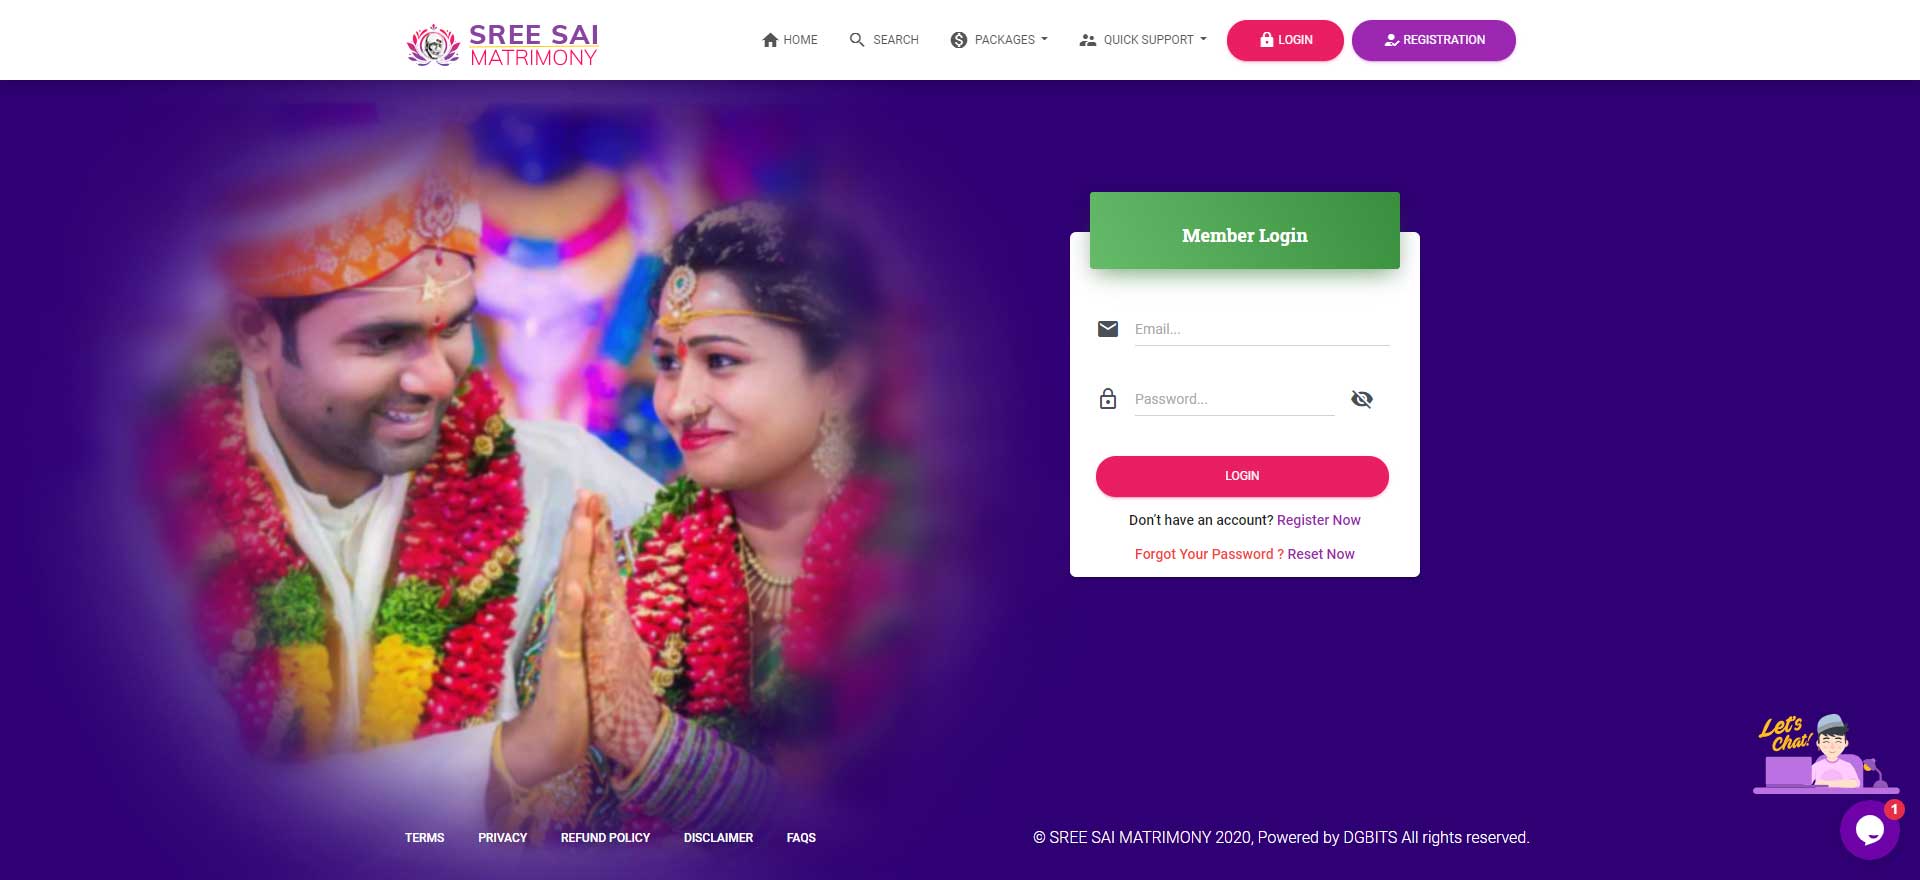 SREE SAI
MATRIMONY
HOME
SEARCH
PACKAGES
QUICK SUPPORT
LOGIN
REGISTRATION
Member Login
Email...
Password...
LOGIN
Don't have an account? Register Now
Forgot Your Password ? Reset Now
Let's
Chat!
1
TERMS
PRIVACY
REFUND POLICY
DISCLAIMER
FAQS
© SREE SAI MATRIMONY 2020, Powered by DGBITS All rights reserved.